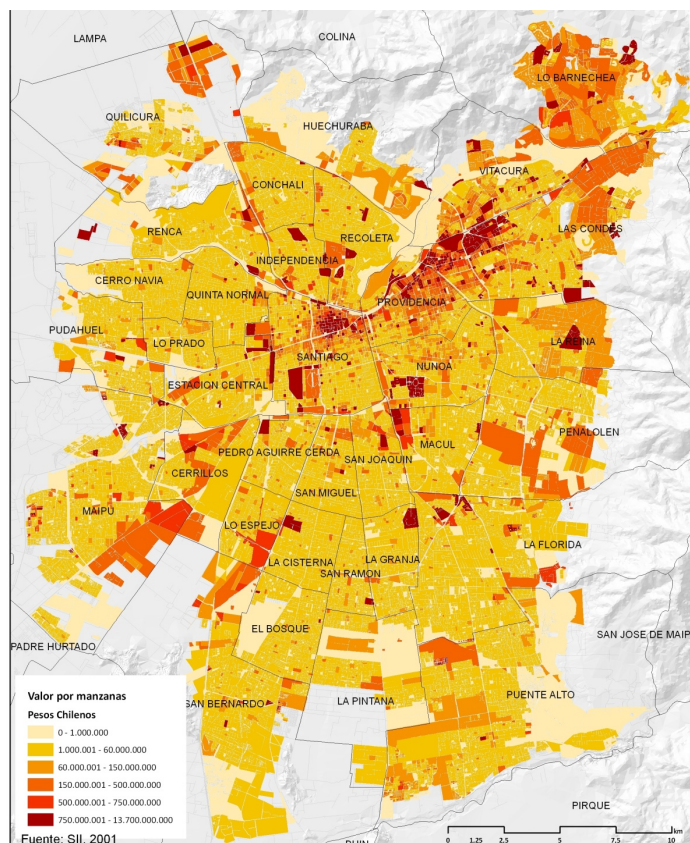 LAMPA
COLINA
LO BARNECHEA
QUILICURA
HUECHURABA
VITACURA
CONCHALI
LAS CONDES
RENCA
RECOLETA
INDEPENDENCIA
CERRO NAVIA
QUINTA NORMAL
PROVIDENCIA
PUDAHUEL
LO PRADO
LA REINA
SANTIAGO
NUNOA
ESTACION CENTRAL
PENALOLEN
MACUL
PEDRO AGUIRRE CERDA
SAN JOAQUIN
CERRILLOS
SAN MIGUEL
MAIPU
LO ESPEJO
LA FLORIDA
LA CISTERNA
LA GRANJA
SAN RAMON
EL BOSQUE
SAN JOSE DE MAIP
PADRE HURTADO
PUENTE ALTO
SAN BERNARDO
LA PINTANA
PIRQUE
Valor por manzanas
Pesos Chilenos
0 - 1.000.000
1.000.001 - 60.000.000
60.000.001 - 150.000.000
150.000.001 - 500.000.000
500.000.001 - 750.000.000
750.000.001 - 13.700.000.000
Fuente: SII, 2001
km
0 1.25 2.5 5 7.5 10